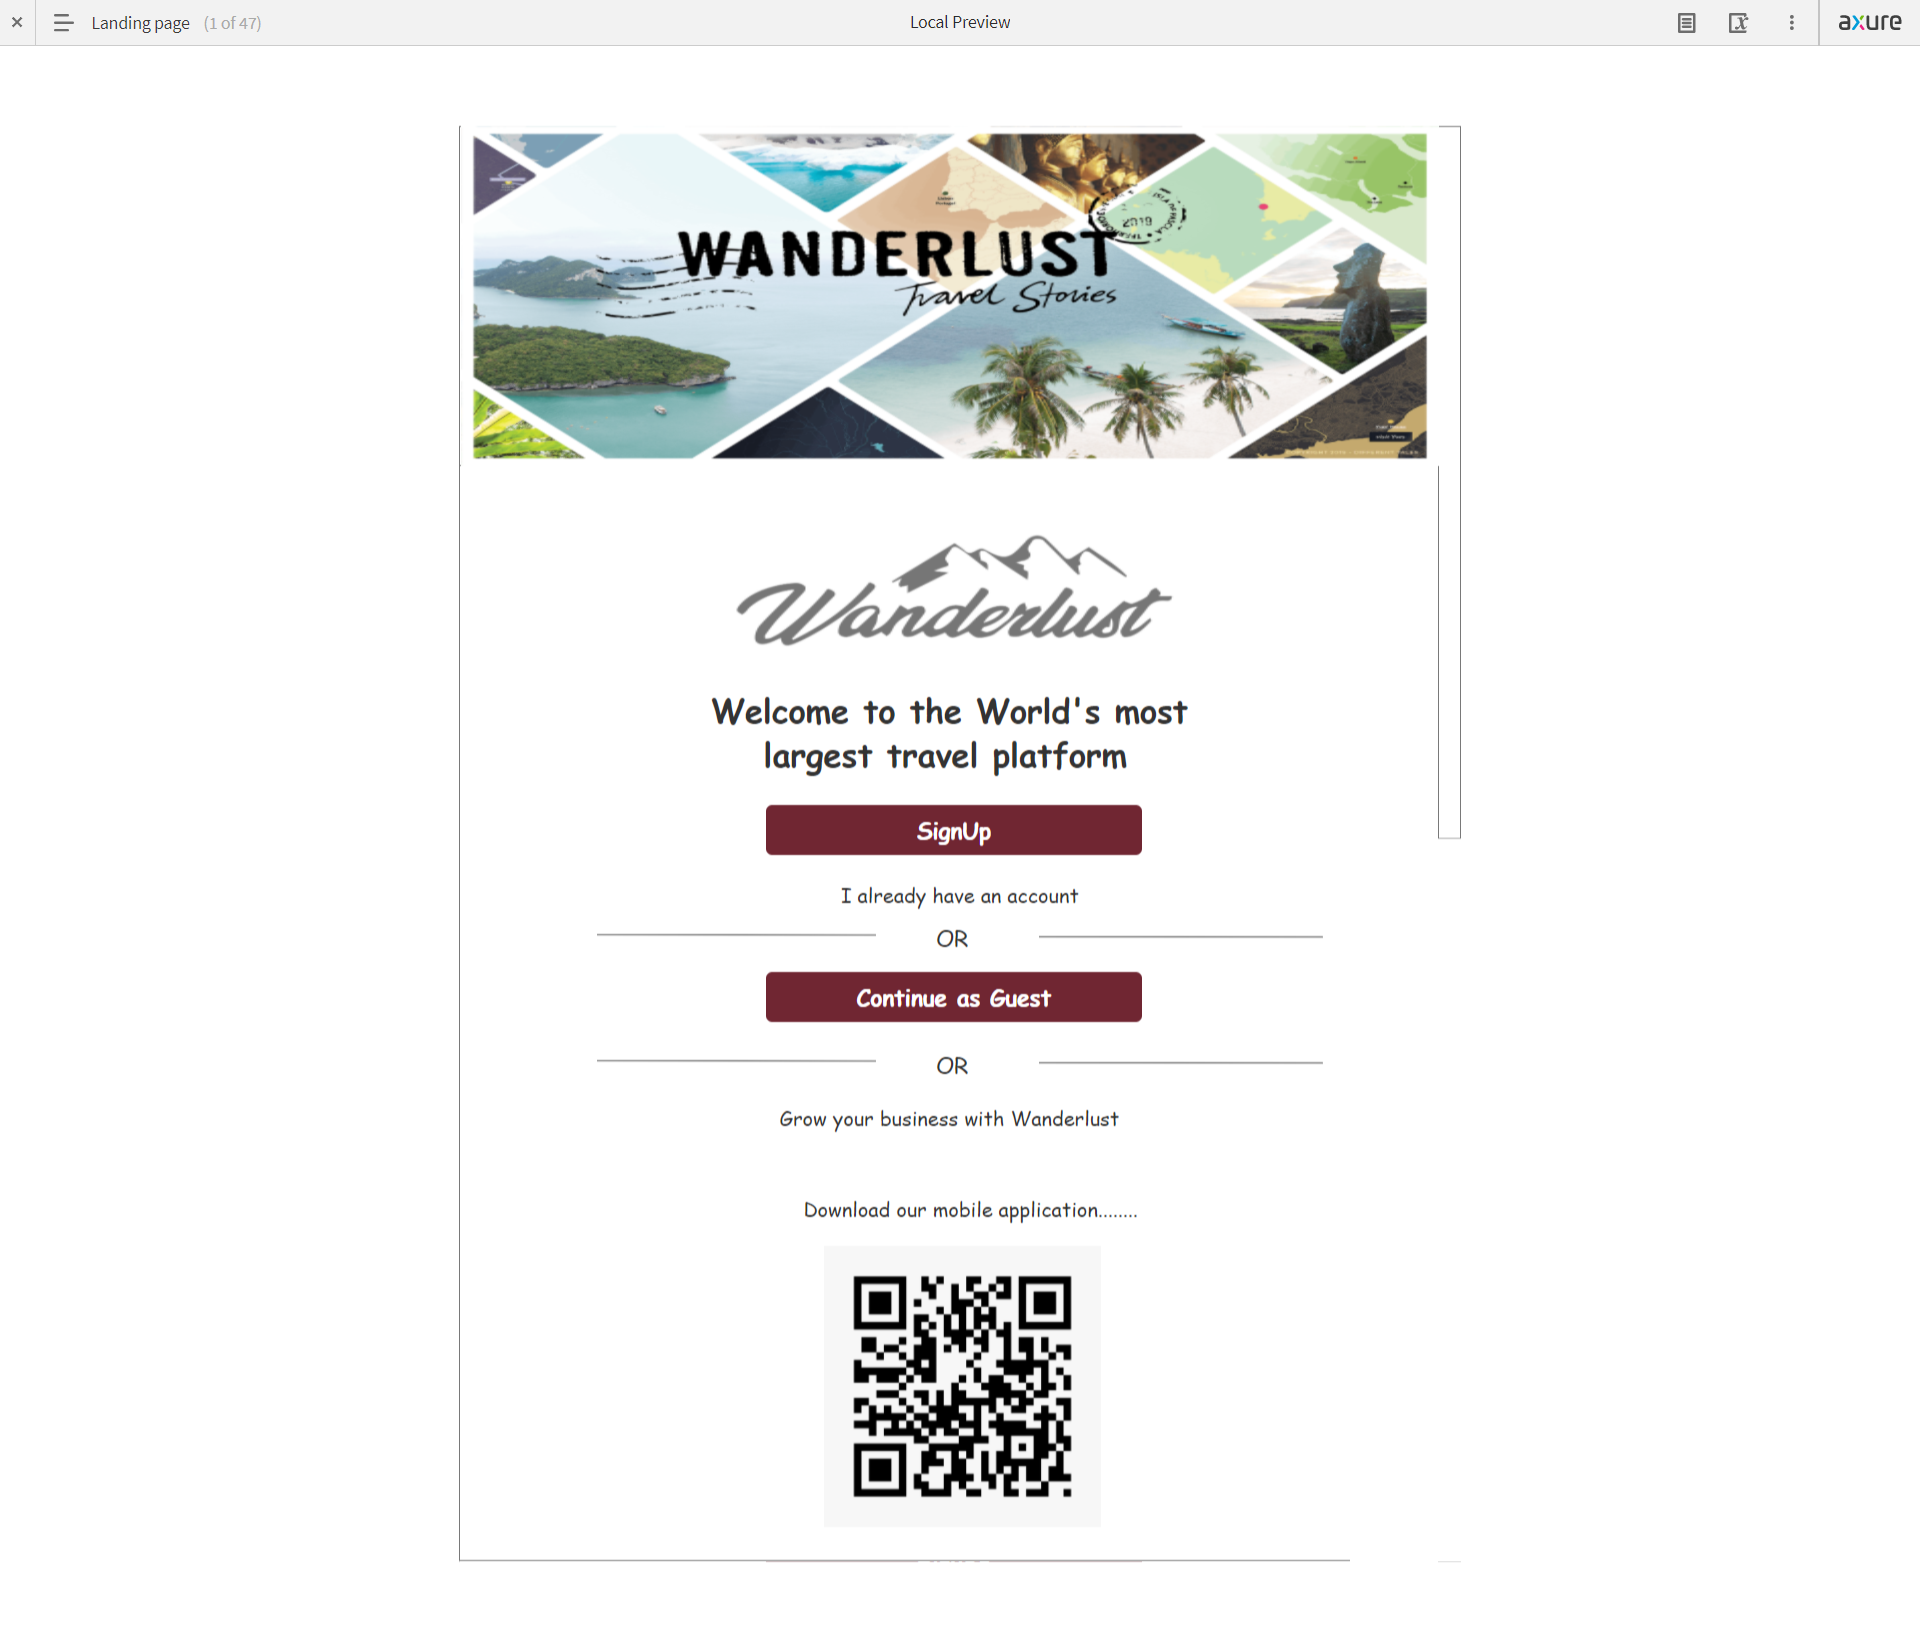 Landing page (1 of 47)
Local Preview
axure
2019
WANDERLUST
Travel Stories
Wanderlust
Welcome to the World's most
largest travel platform
SignUp
I already have an account
OR
Continue as Guest
OR
Grow your business with Wanderlust
Download our mobile application........